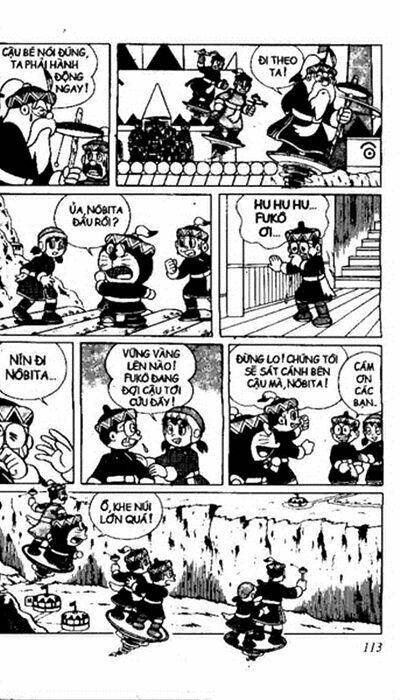 CẬU BÉ NÓI ĐÚNG,
TA PHẢI HÀNH
ĐỘNG
NGAY!
ĐI THEO
TA!
ỦA, NÔBITA
ĐÂU RỒI?
HU HU HU...
FUKÔ
ƠI...
NÍN ĐI
NÔBITA...
VỮNG VÀNG
LÊN NÀO!
FUKÔ ĐANG
ĐỢI CẬU TỚI
CỨU ĐẤY!
ĐỪNG LO! CHÚNG TỚ
SẼ SÁT CÁNH BÊN
CẬU MÀ, NÔBITA!
CẢM
ƠN
CÁC
BẠN.
Ồ, KHE NÚI
LỚN QUÁ!
113